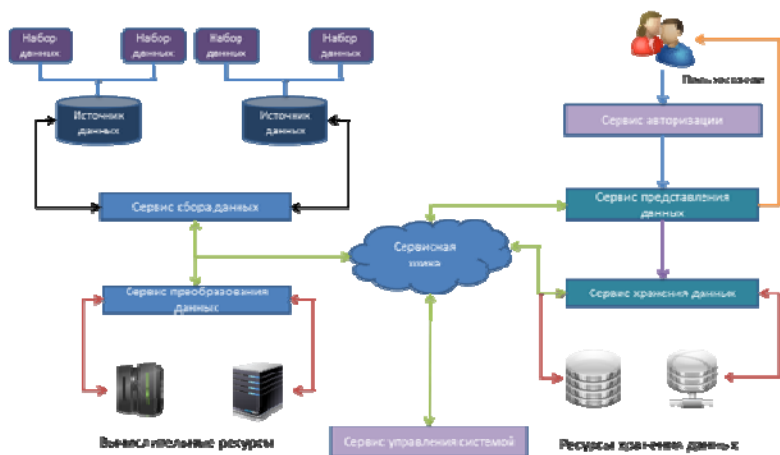 Набор
данных
Набор
данных
Набор
данных
Набор
данных
Источник
данных
Источник
данных
Сервис сбора данных
Сервис преобразования
данных
Вычислительные ресурсы
Сервисная
шина
Сервис управления системой
Пользователи
Сервис авторизации
Сервис представления
данных
Сервис хранения данных
Ресурсы хранения данных